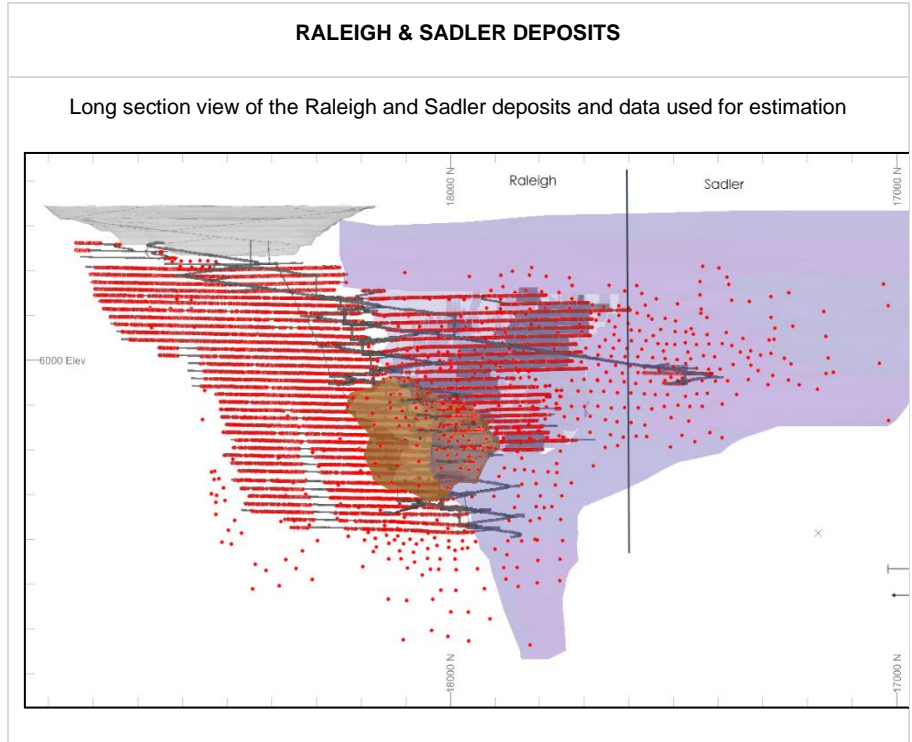 RALEIGH & SADLER DEPOSITS
Long section view of the Raleigh and Sadler deposits and data used for estimation
18000 N
17000 N
Raleigh
Sadler
6000 Elev
18000 N
17000 N